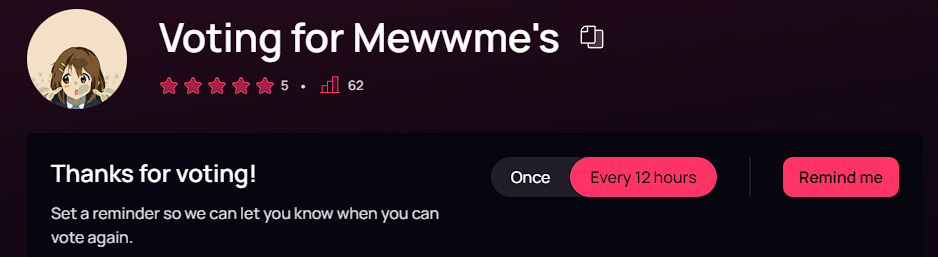 Voting for Mewwme's
5 • 62
Thanks for voting!
Once
Every 12 hours
Remind me
Set a reminder so we can let you know when you can
vote again.